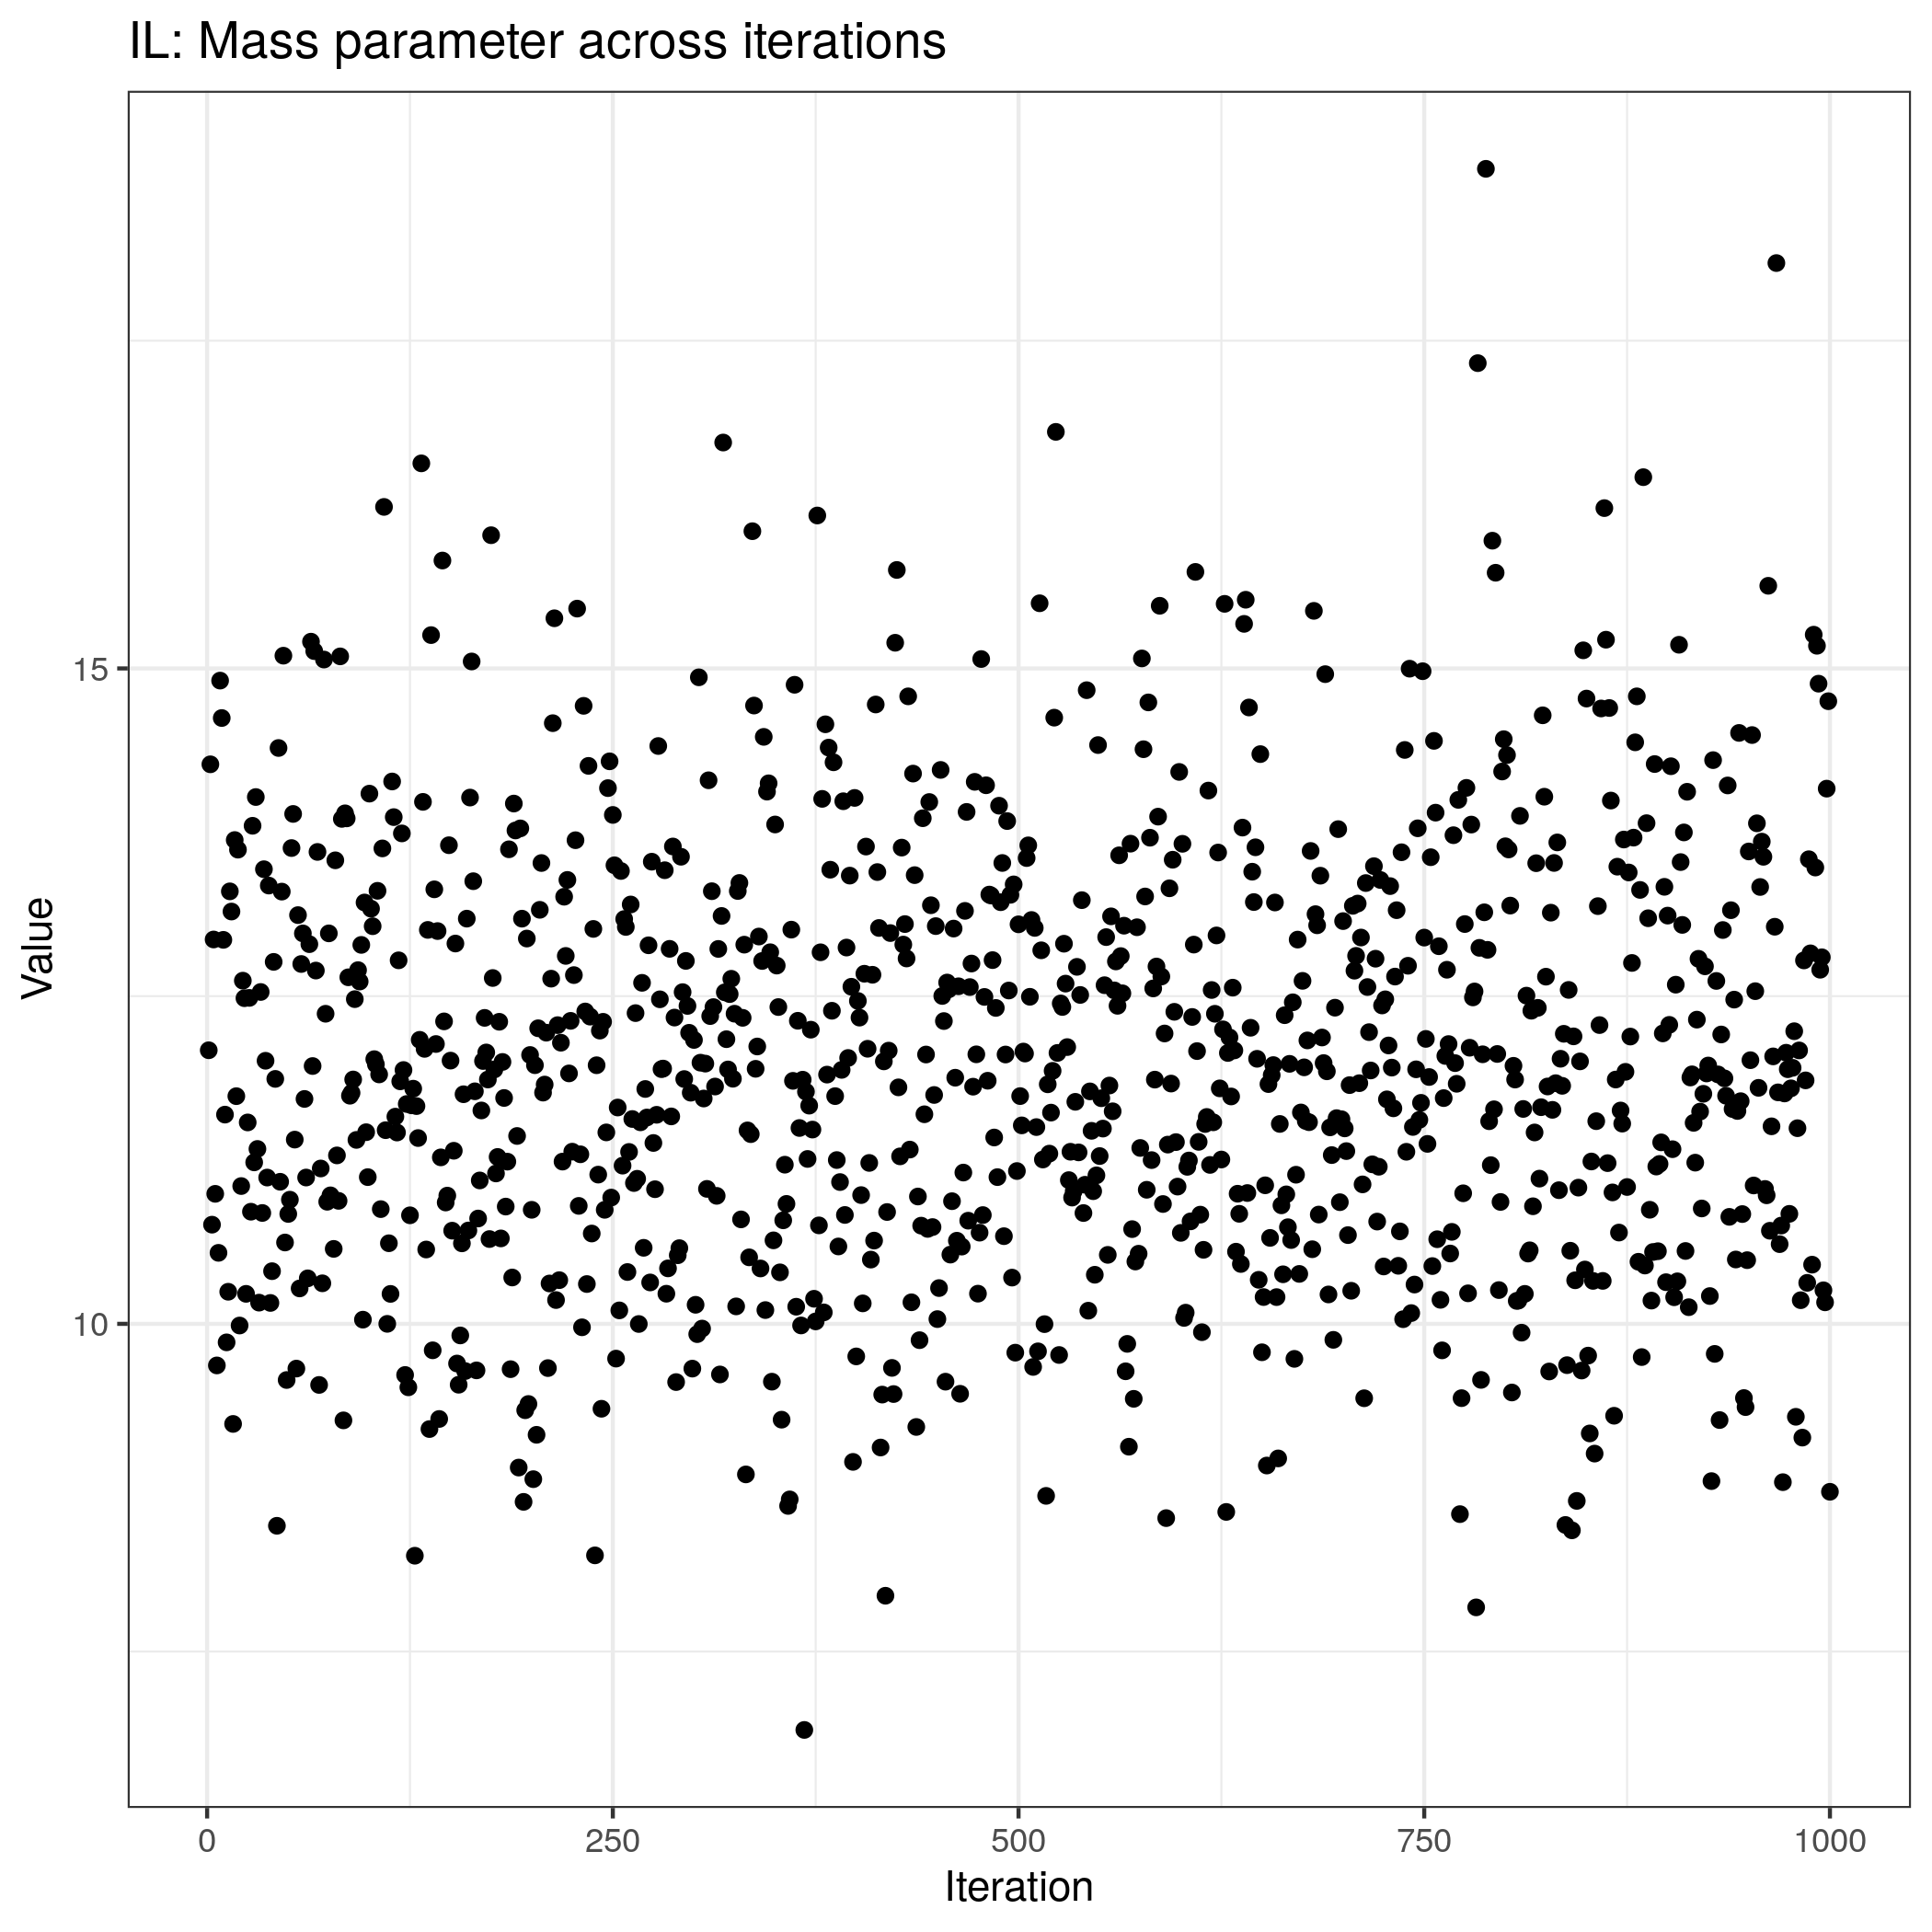 IL: Mass parameter across iterations
Value
15
10
0 250 500 750 1000
Iteration